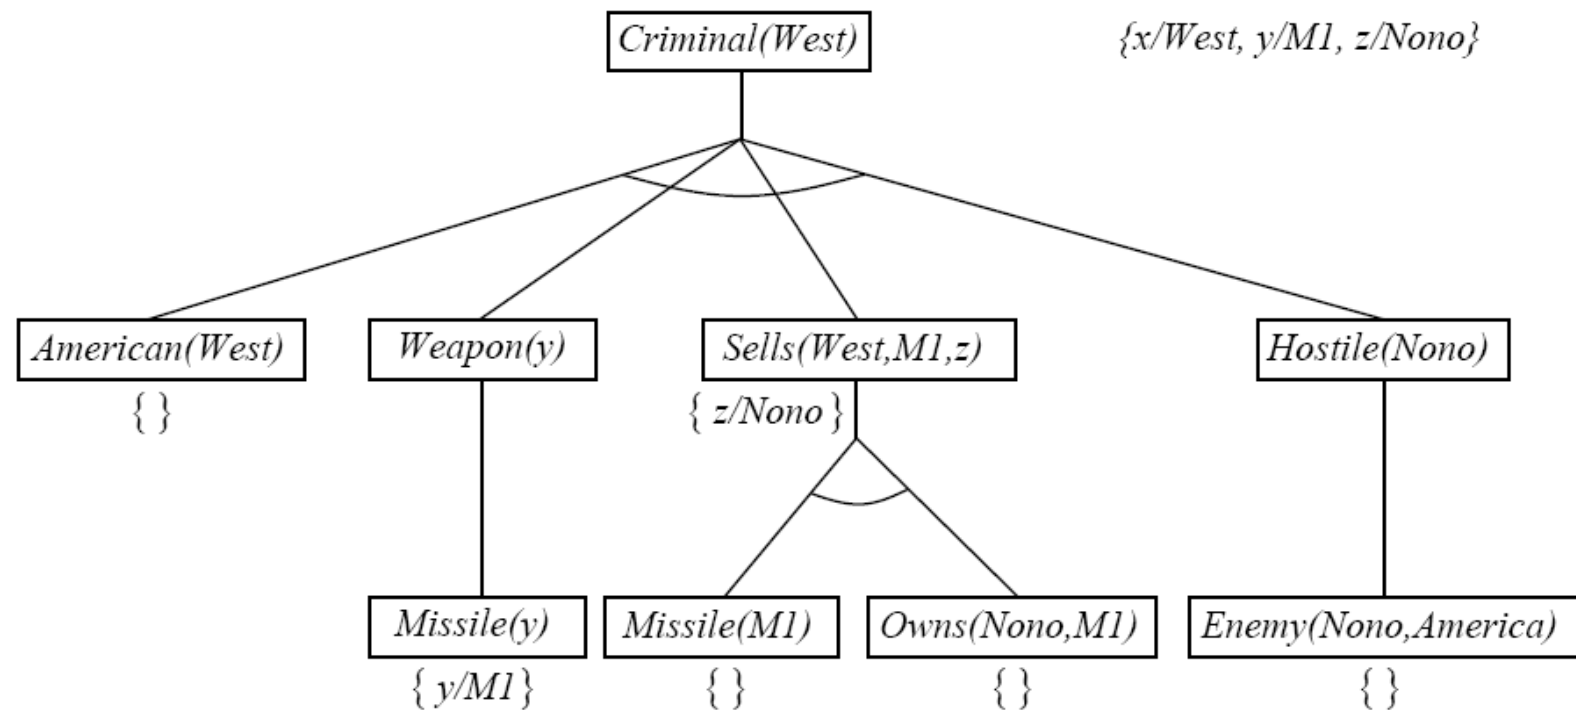 Criminal(West) {x/West, y/M1, z/Nono}
American(West) Weapon(y) Sells(West,M1,z) Hostile(Nono)
{ } { z/Nono }
Missile(y) Missile(M1) Owns(Nono,M1) Enemy(Nono,America)
{ y/M1} { } { } { }